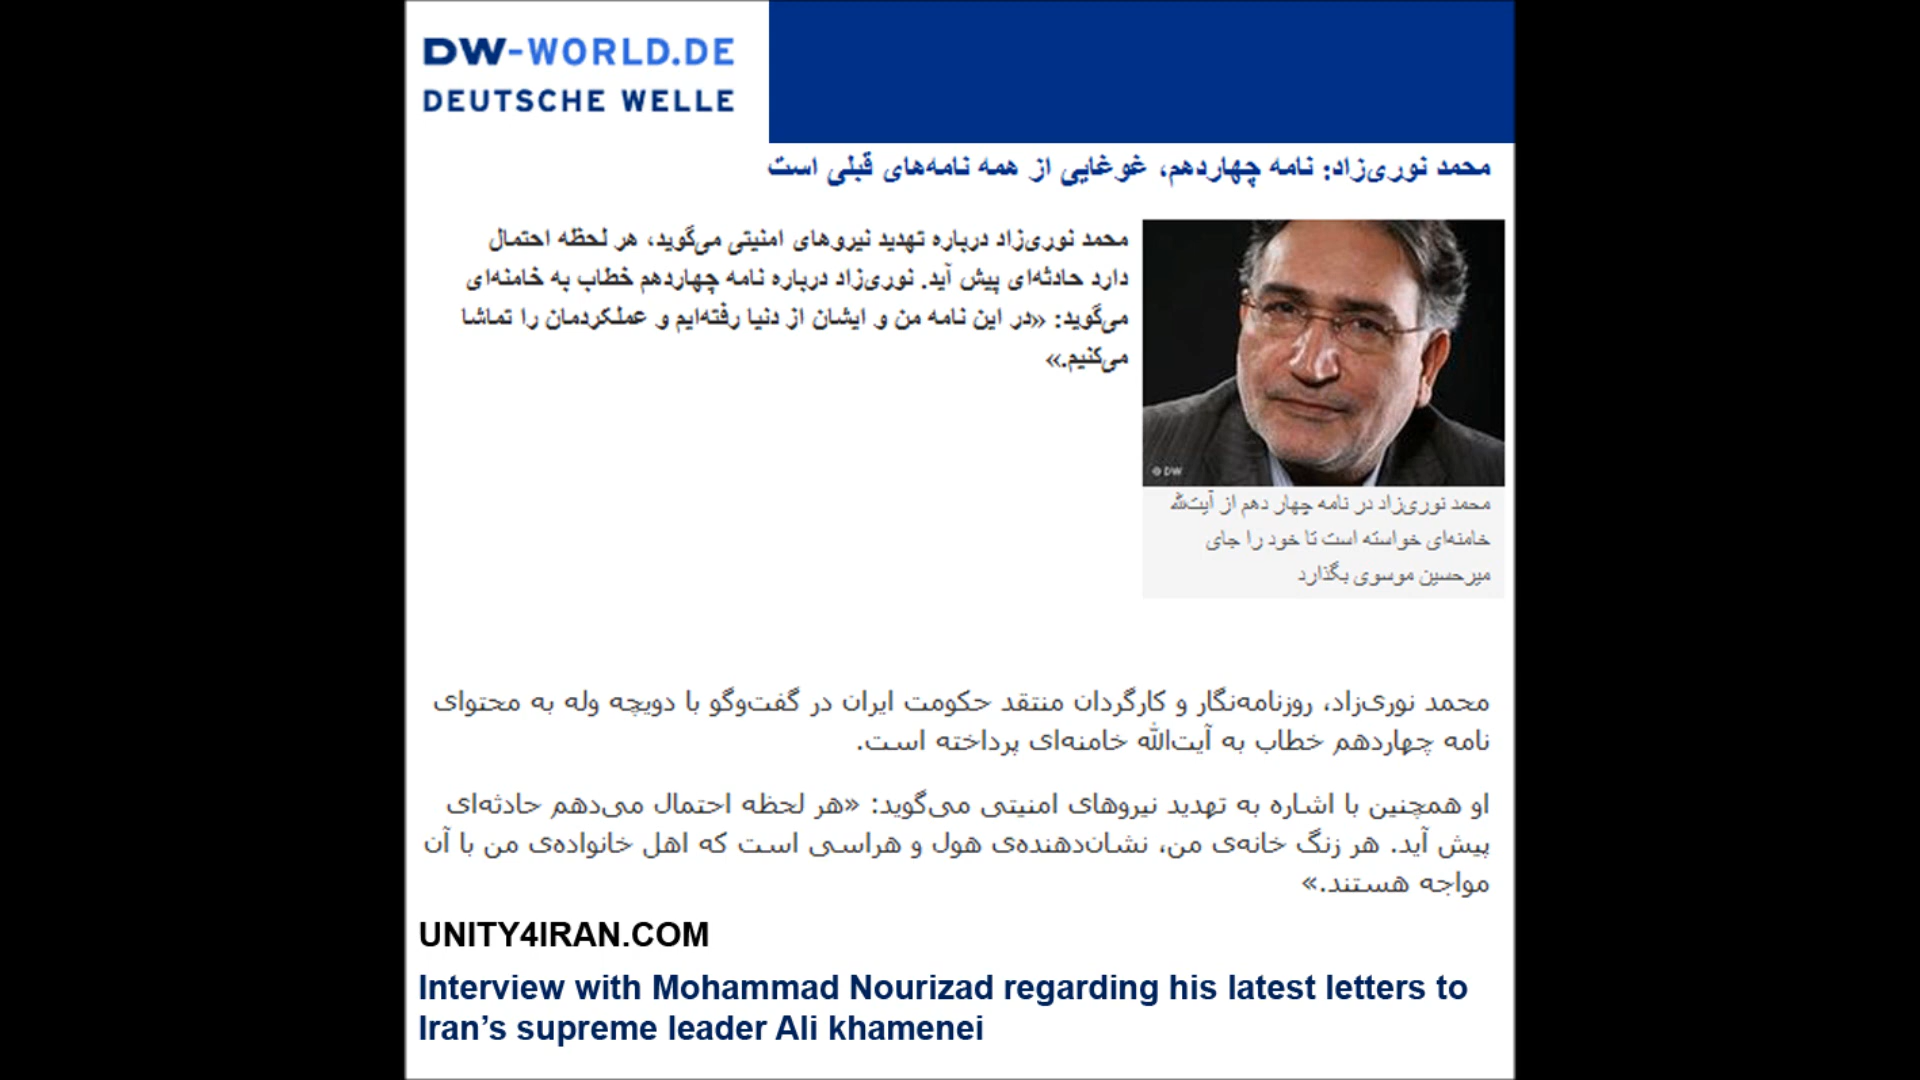 DW-WORLD.DE
DEUTSCHE WELLE
محمد نوری‌زاد: نامه چهاردهم، غوغایی از همه نامه‌های قبلی است
محمد نوری‌زاد درباره تهدید نیروهای امنیتی می‌گوید، هر لحظه احتمال
دارد حادثه‌ای پیش آید. نوری‌زاد درباره نامه چهاردهم خطاب به خامنه‌ای
می‌گوید: «در این نامه من و ایشان از دنیا رفته‌ایم و عملکردمان را تماشا
می‌کنیم.»
© DW
محمد نوری‌زاد در نامه چهار دهم از آیت‌الله
خامنه‌ای خواسته است تا خود را جای
میرحسین موسوی بگذارد
محمد نوری‌زاد، روزنامه‌نگار و کارگردان منتقد حکومت ایران در گفت‌وگو با دویچه وله به محتوای
نامه چهاردهم خطاب به آیت‌الله خامنه‌ای پرداخته است.
او همچنین با اشاره به تهدید نیروهای امنیتی می‌گوید: «هر لحظه احتمال می‌دهم حادثه‌ای
پیش آید. هر زنگ خانه‌ی من، نشان‌دهنده‌ی هول و هراسی است که اهل خانواده‌ی من با آن
مواجه هستند.»
UNITY4IRAN.COM
Interview with Mohammad Nourizad regarding his latest letters to
Iran’s supreme leader Ali khamenei